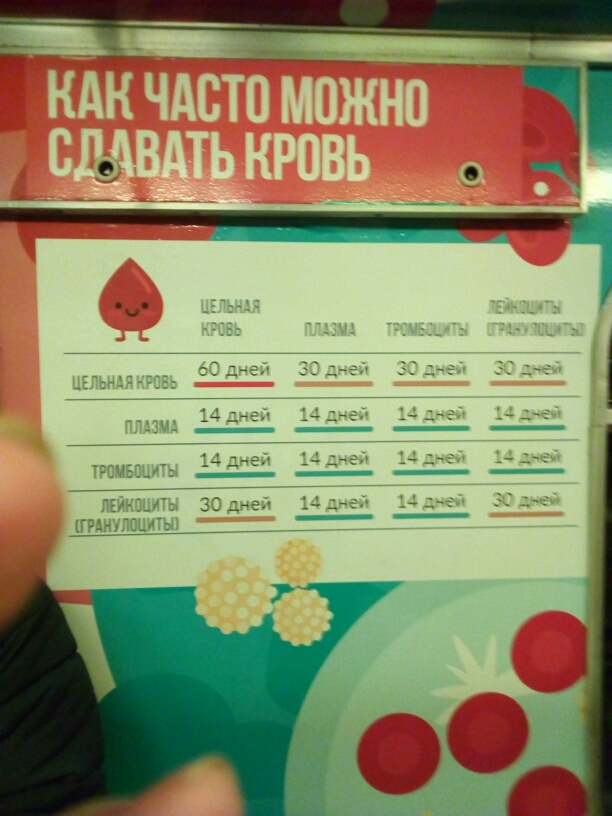 КАК ЧАСТО МОЖНО
СДАВАТЬ КРОВЬ
ЦЕЛЬНАЯ КРОВЬ ПЛАЗМА ТРОМБОЦИТЫ ЛЕЙКОЦИТЫ (ГРАНУЛОЦИТЫ)
ЦЕЛЬНАЯ КРОВЬ 60 дней 30 дней 30 дней 30 дней
ПЛАЗМА 14 дней 14 дней 14 дней 14 дней
ТРОМБОЦИТЫ 14 дней 14 дней 14 дней 14 дней
ЛЕЙКОЦИТЫ (ГРАНУЛОЦИТЫ) 30 дней 14 дней 14 дней 30 дней